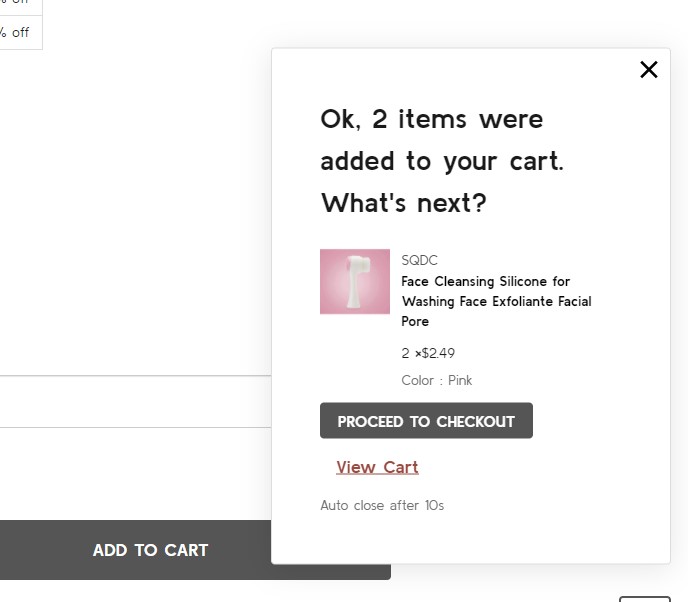 % off
% off
Ok, 2 items were
added to your cart.
What's next?
SQDC
Face Cleansing Silicone for
Washing Face Exfoliante Facial
Pore
2 ×$2.49
Color : Pink
PROCEED TO CHECKOUT
View Cart
Auto close after 10s
ADD TO CART